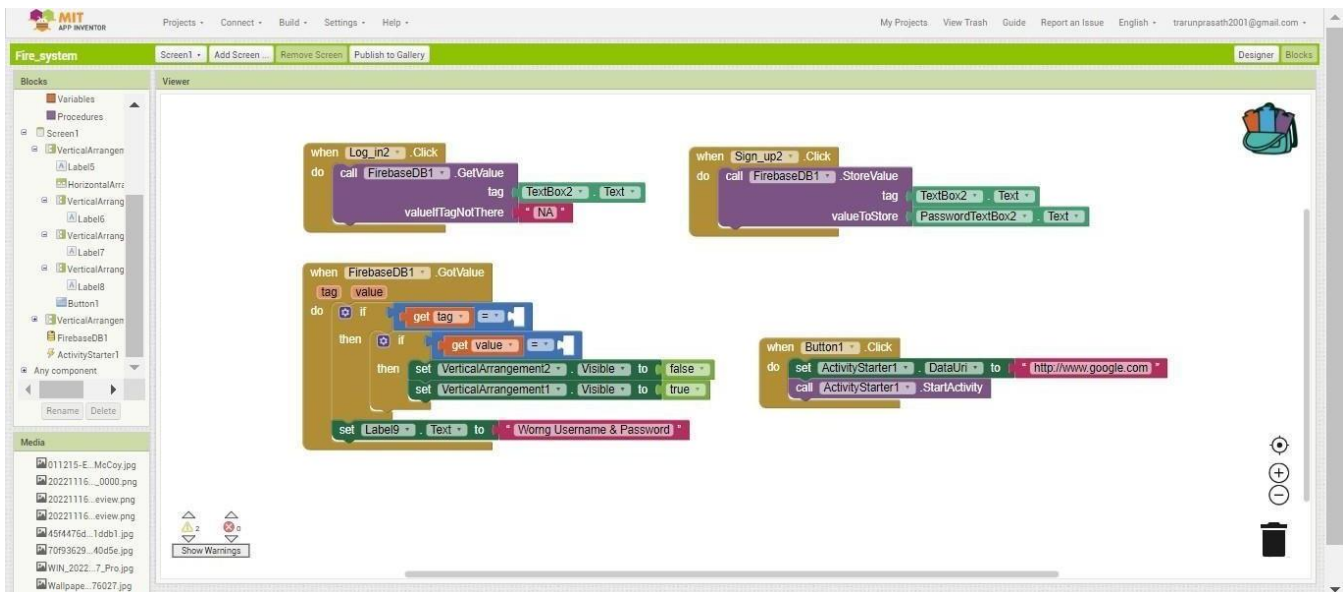 MIT
APP INVENTOR
Projects Connect Build Settings Help My Projects View Trash Guide Report an Issue English trarunprasath2001@gmail.com
Fire_system Screen1 Add Screen ... Remove Screen Publish to Gallery Designer Blocks
Blocks Viewer
Variables
Procedures
Screen1
VerticalArrangen
Label5
HorizontalArra
VerticalArrang
Label6
VerticalArrang
Label7
VerticalArrang
Label8
Button1
VerticalArrangen
FirebaseDB1
ActivityStarter1
Any component
Rename Delete
Media
011215-E...McCoy.jpg
20221116..._0000.png
20221116...eview.png
20221116...eview.png
45f4476d...1ddb1.jpg
70f93629...40d5e.jpg
WIN_2022...7_Pro.jpg
Wallpape...76027.jpg
when Log_in2 .Click
do call FirebaseDB1 .GetValue
tag TextBox2 . Text
valueIfTagNotThere " NA "
when Sign_up2 .Click
do call FirebaseDB1 .StoreValue
tag TextBox2 . Text
valueToStore PasswordTextBox2 . Text
when FirebaseDB1 .GotValue
tag value
do if get tag =
then if get value =
then set VerticalArrangement2 . Visible to false
set VerticalArrangement1 . Visible to true
set Label9 . Text to " Worng Username & Password "
when Button1 .Click
do set ActivityStarter1 . DataUri to " http://www.google.com "
call ActivityStarter1 .StartActivity
2 0
Show Warnings